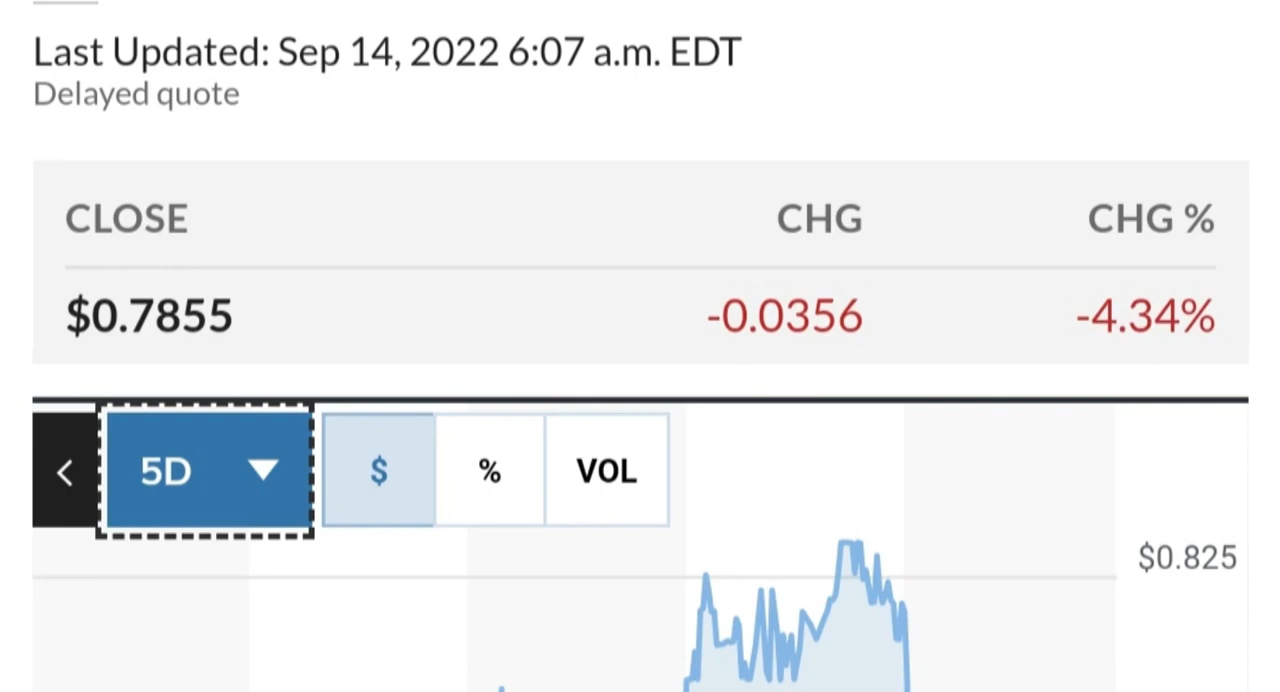 Last Updated: Sep 14, 2022 6:07 a.m. EDT
Delayed quote
CLOSE CHG CHG %
$0.7855 -0.0356 -4.34%
5D $ % VOL
$0.825